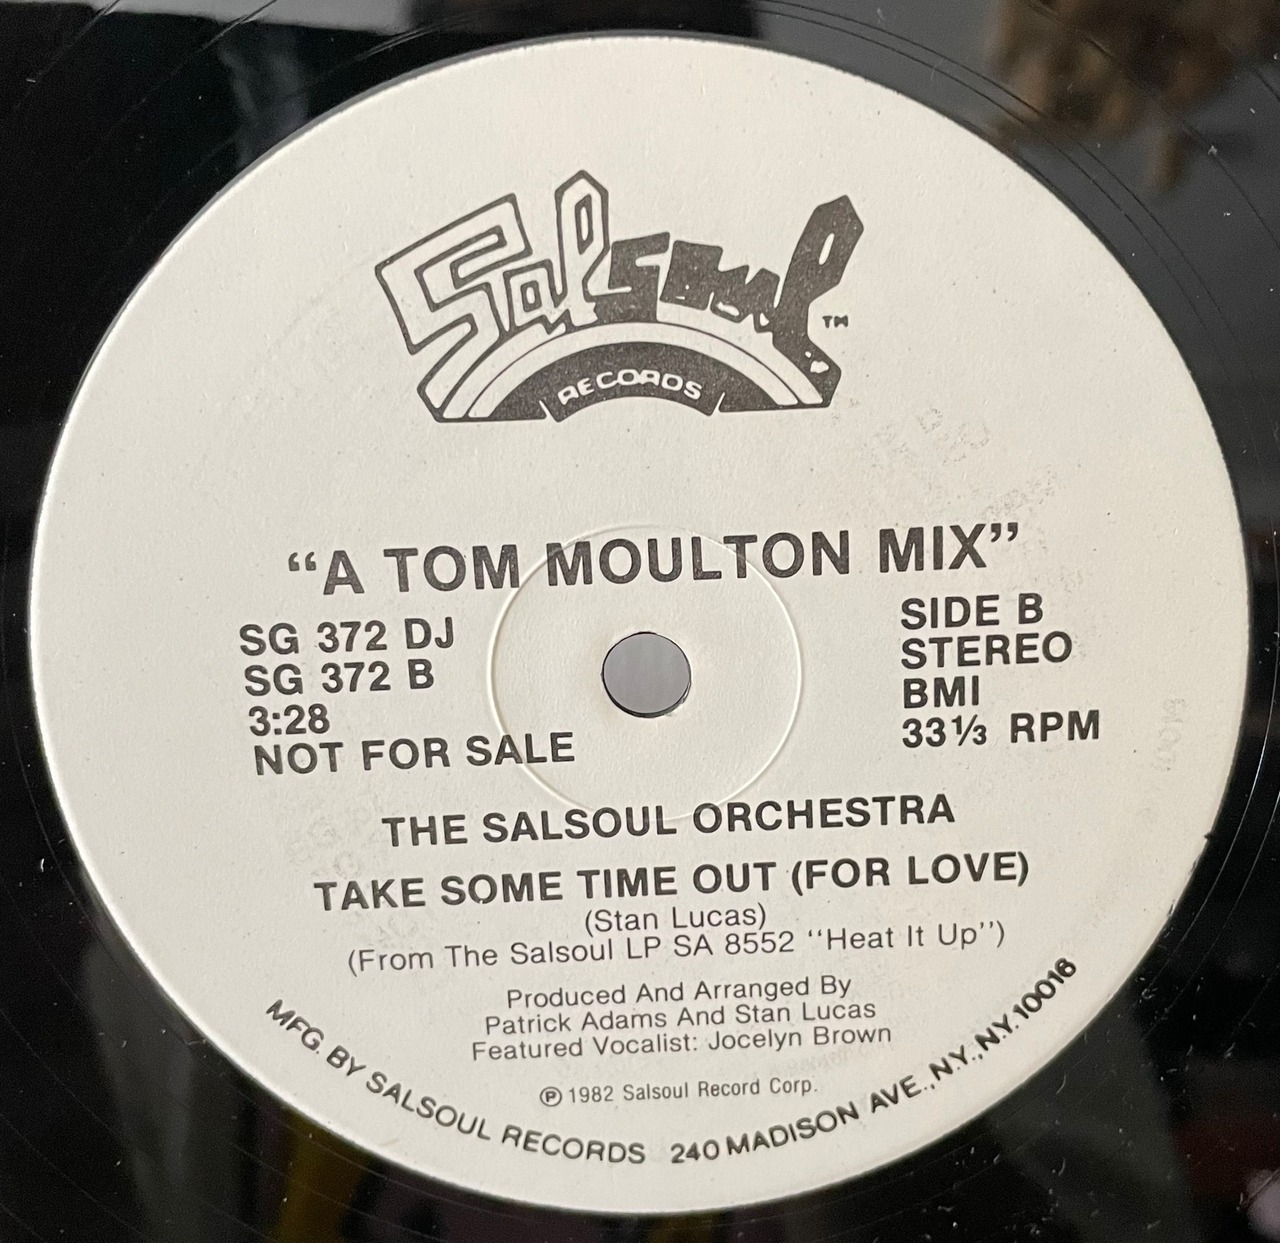 Salsoul TM
RECORDS
“A TOM MOULTON MIX”
SG 372 DJ
SG 372 B
3:28
NOT FOR SALE
SIDE B
STEREO
BMI
33⅓ RPM
THE SALSOUL ORCHESTRA
TAKE SOME TIME OUT (FOR LOVE)
(Stan Lucas)
(From The Salsoul LP SA 8552 “Heat It Up”)
Produced And Arranged By
Patrick Adams And Stan Lucas
Featured Vocalist: Jocelyn Brown
℗ 1982 Salsoul Record Corp.
MFG. BY SALSOUL RECORDS 240 MADISON AVE., N.Y., N.Y. 10016